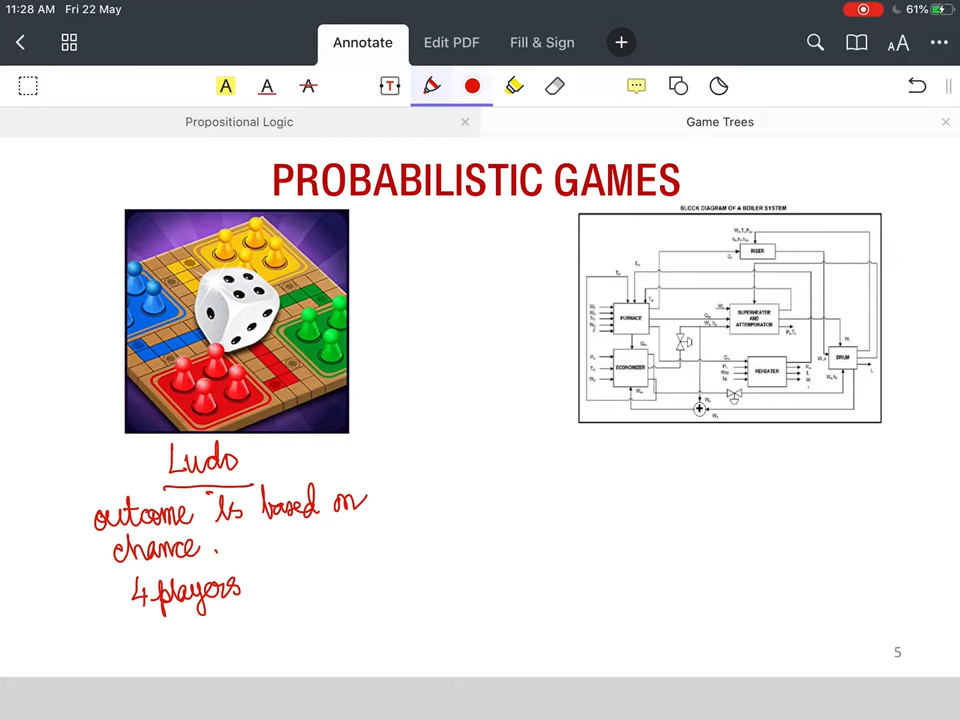 11:28 AM Fri 22 May
61%
Annotate
Edit PDF
Fill & Sign
AA
A A A T
Propositional Logic
Game Trees
PROBABILISTIC GAMES
BLOCK DIAGRAM OF A BOILER SYSTEM
RISER
FURNACE
SUPERHEATER
AND
ATTEMPORATOR
ECONOMIZER
REHEATER
DRUM
Ludo
outcome is based on
chance.
4 players
5